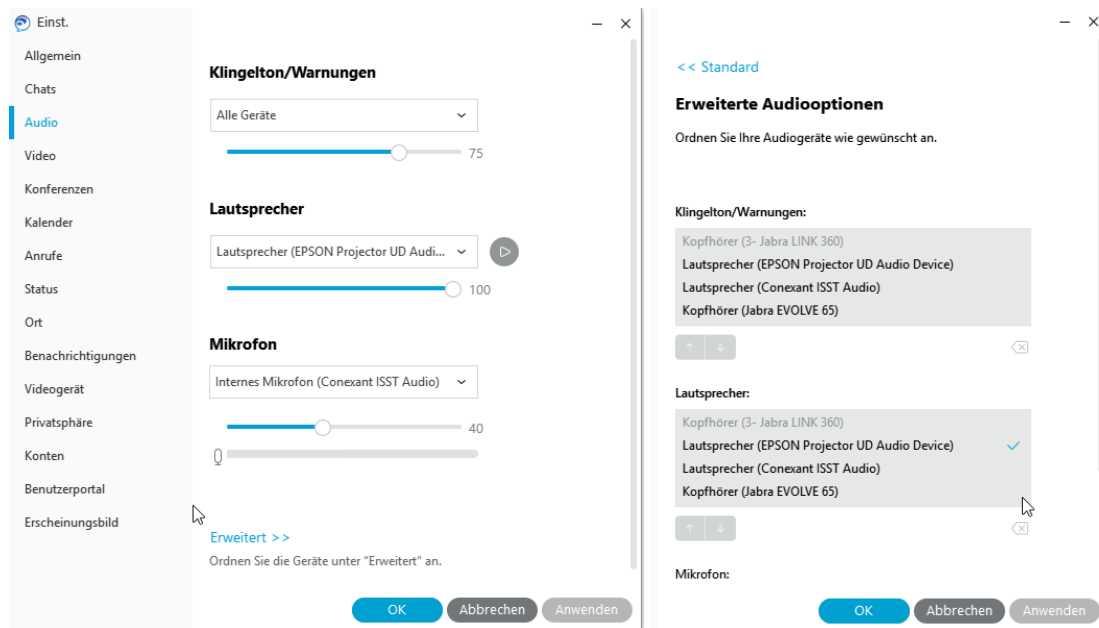 Einst.
Allgemein
Chats
Audio
Video
Konferenzen
Kalender
Anrufe
Status
Ort
Benachrichtigungen
Videogerät
Privatsphäre
Konten
Benutzerportal
Erscheinungsbild
Klingelton/Warnungen
Alle Geräte
75
Lautsprecher
Lautsprecher (EPSON Projector UD Audi...
100
Mikrofon
Internes Mikrofon (Conexant ISST Audio)
40
Erweitert >>
Ordnen Sie die Geräte unter "Erweitert" an.
OK
Abbrechen
Anwenden
<< Standard
Erweiterte Audiooptionen
Ordnen Sie Ihre Audiogeräte wie gewünscht an.
Klingelton/Warnungen:
Kopfhörer (3- Jabra LINK 360)
Lautsprecher (EPSON Projector UD Audio Device)
Lautsprecher (Conexant ISST Audio)
Kopfhörer (Jabra EVOLVE 65)
Lautsprecher:
Kopfhörer (3- Jabra LINK 360)
Lautsprecher (EPSON Projector UD Audio Device)
Lautsprecher (Conexant ISST Audio)
Kopfhörer (Jabra EVOLVE 65)
Mikrofon:
OK
Abbrechen
Anwenden